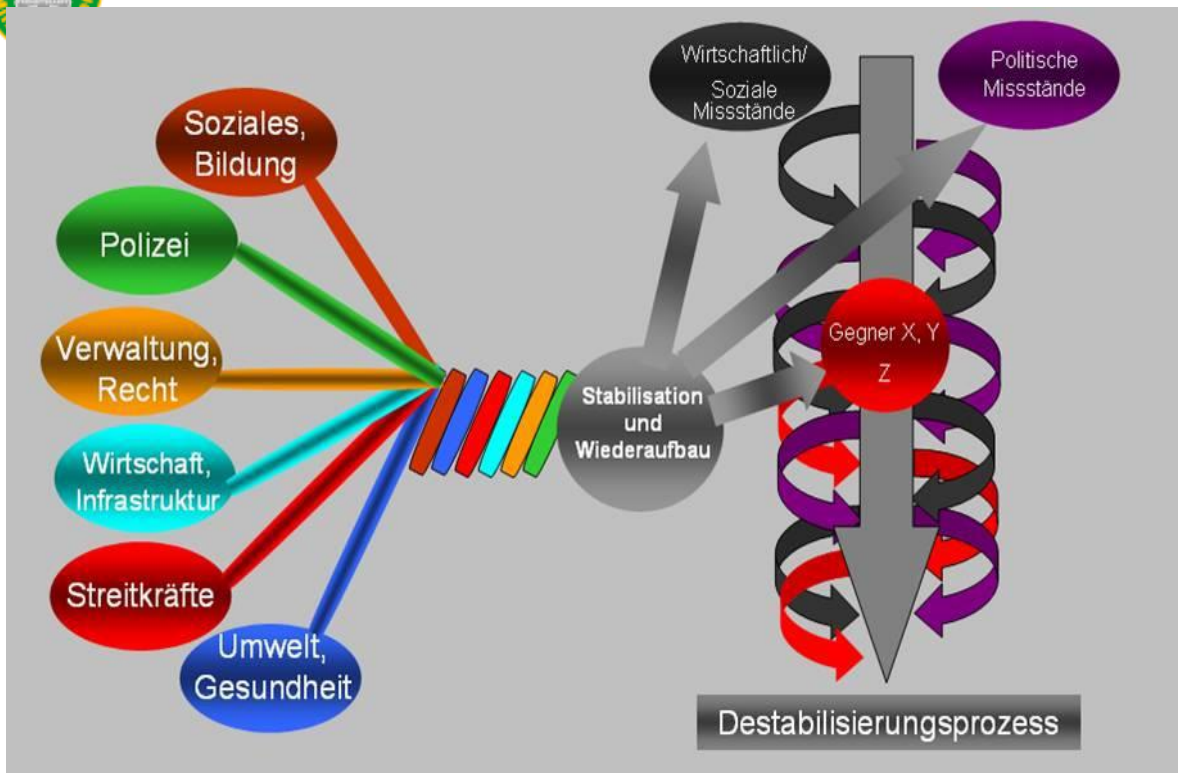 Soziales,
Bildung
Polizei
Verwaltung,
Recht
Wirtschaft,
Infrastruktur
Streitkräfte
Umwelt,
Gesundheit
Stabilisation
und
Wiederaufbau
Wirtschaftlich/
Soziale
Missstände
Politische
Missstände
Gegner X, Y
Z
Destabilisierungsprozess